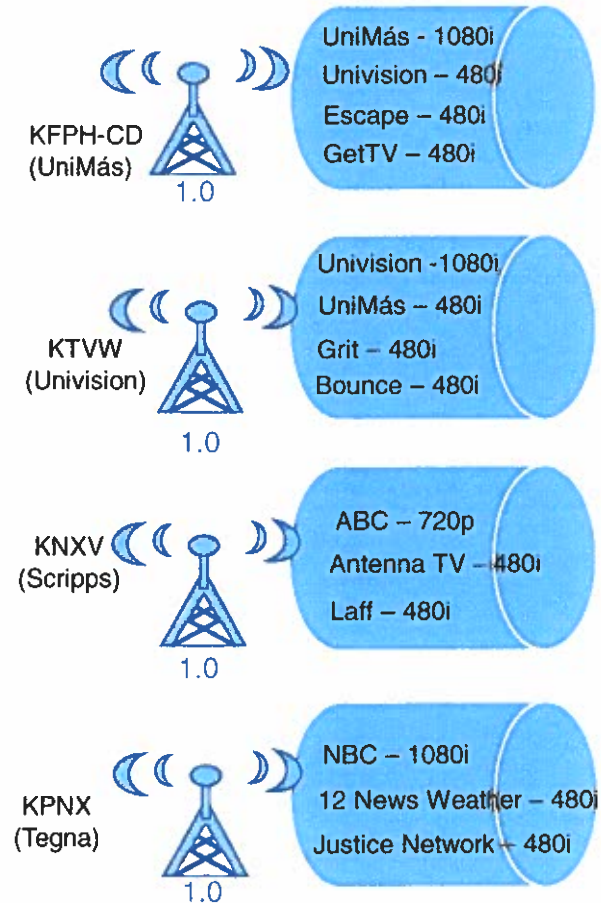 KFPH-CD
(UniMás)
1.0
UniMás - 1080i
Univision – 480i
Escape – 480i
GetTV – 480i
KTVW
(Univision)
1.0
Univision -1080i
UniMás – 480i
Grit – 480i
Bounce – 480i
KNXV
(Scripps)
1.0
ABC – 720p
Antenna TV – 480i
Laff – 480i
KPNX
(Tegna)
1.0
NBC – 1080i
12 News Weather – 480i
Justice Network – 480i